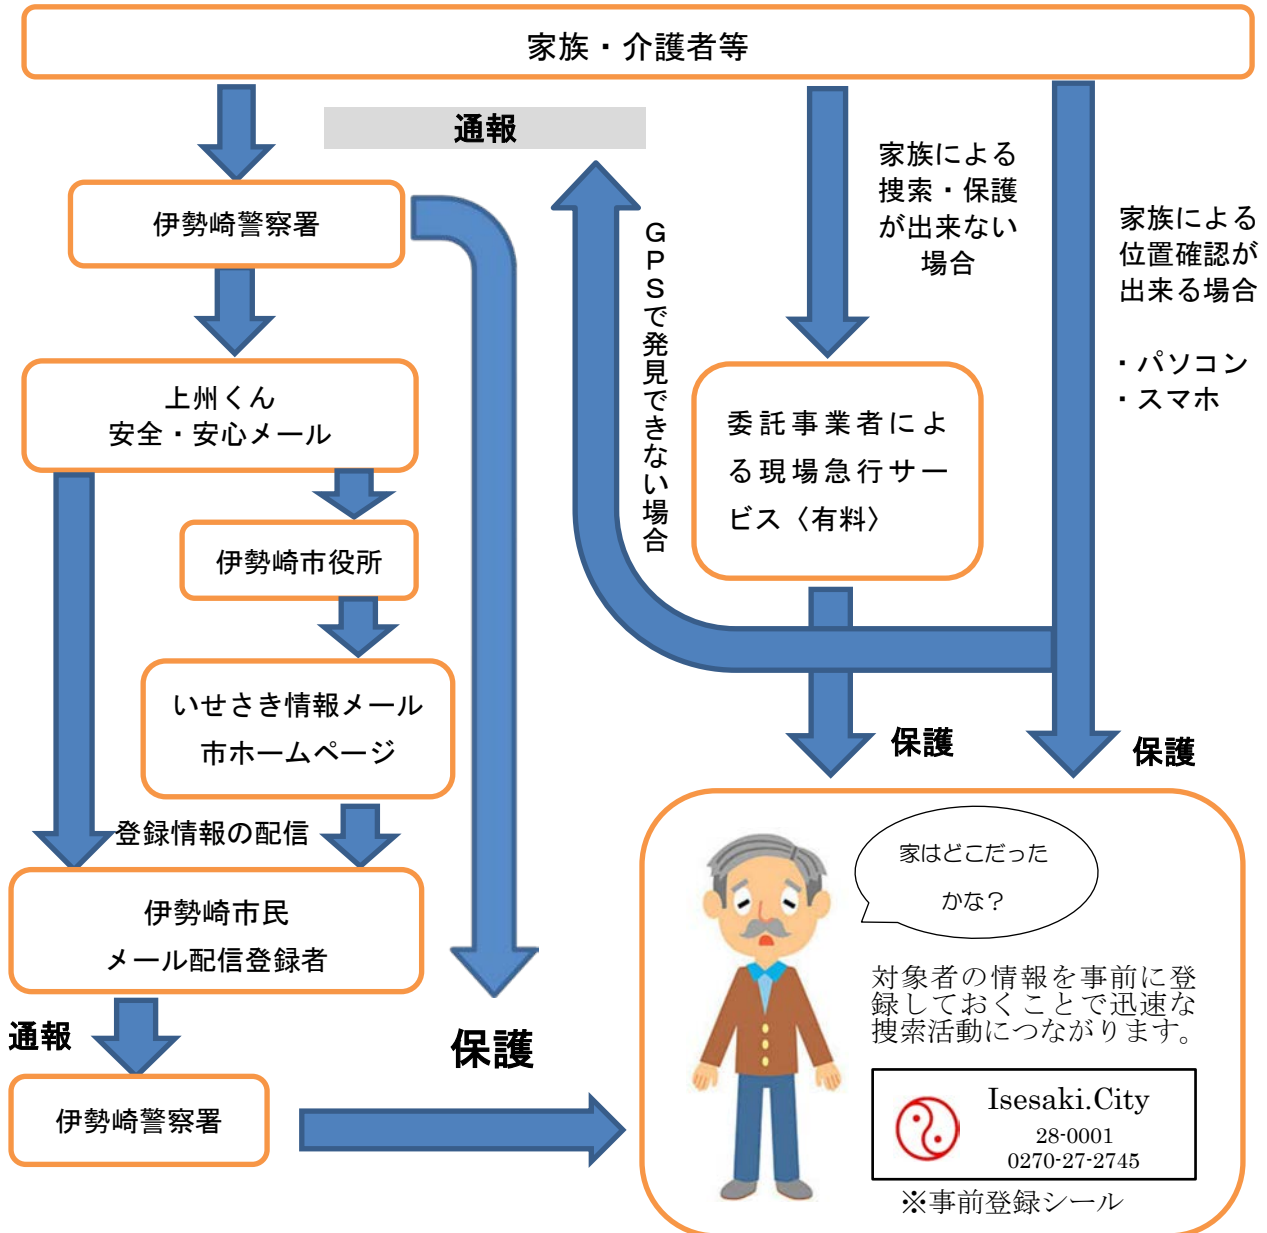 家族・介護者等
通報
家族による
捜索・保護
が出来ない
場合
家族による
位置確認が
出来る場合
・パソコン
・スマホ
伊勢崎警察署
GPSで発見できない場合
上州くん
安全・安心メール
委託事業者によ
る現場急行サー
ビス〈有料〉
伊勢崎市役所
いせさき情報メール
市ホームページ
保護
保護
登録情報の配信
伊勢崎市民
メール配信登録者
通報
保護
伊勢崎警察署
家はどこだった
かな？
対象者の情報を事前に登
録しておくことで迅速な
捜索活動につながります。
Isesaki.City
28-0001
0270-27-2745
※事前登録シール